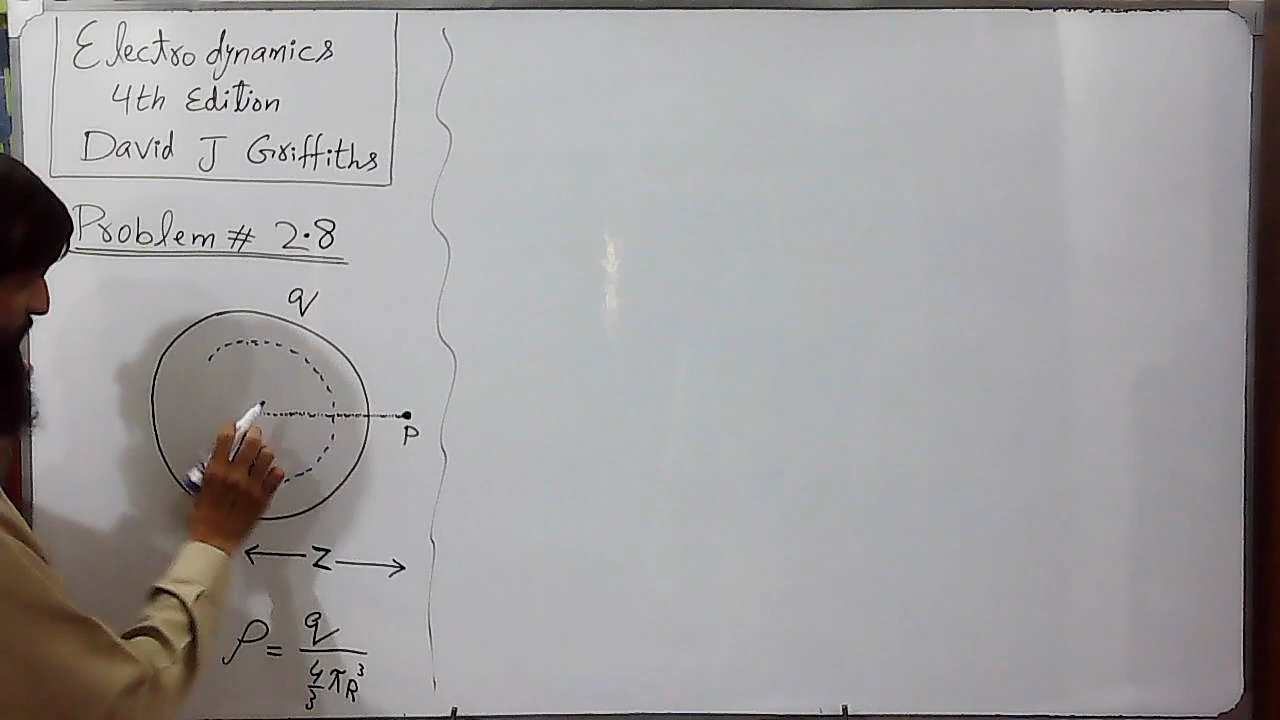 Electrodynamics
4th Edition
David J Griffiths
Problem # 2.8
q
P
Z
ρ = q / 4/3 πR³